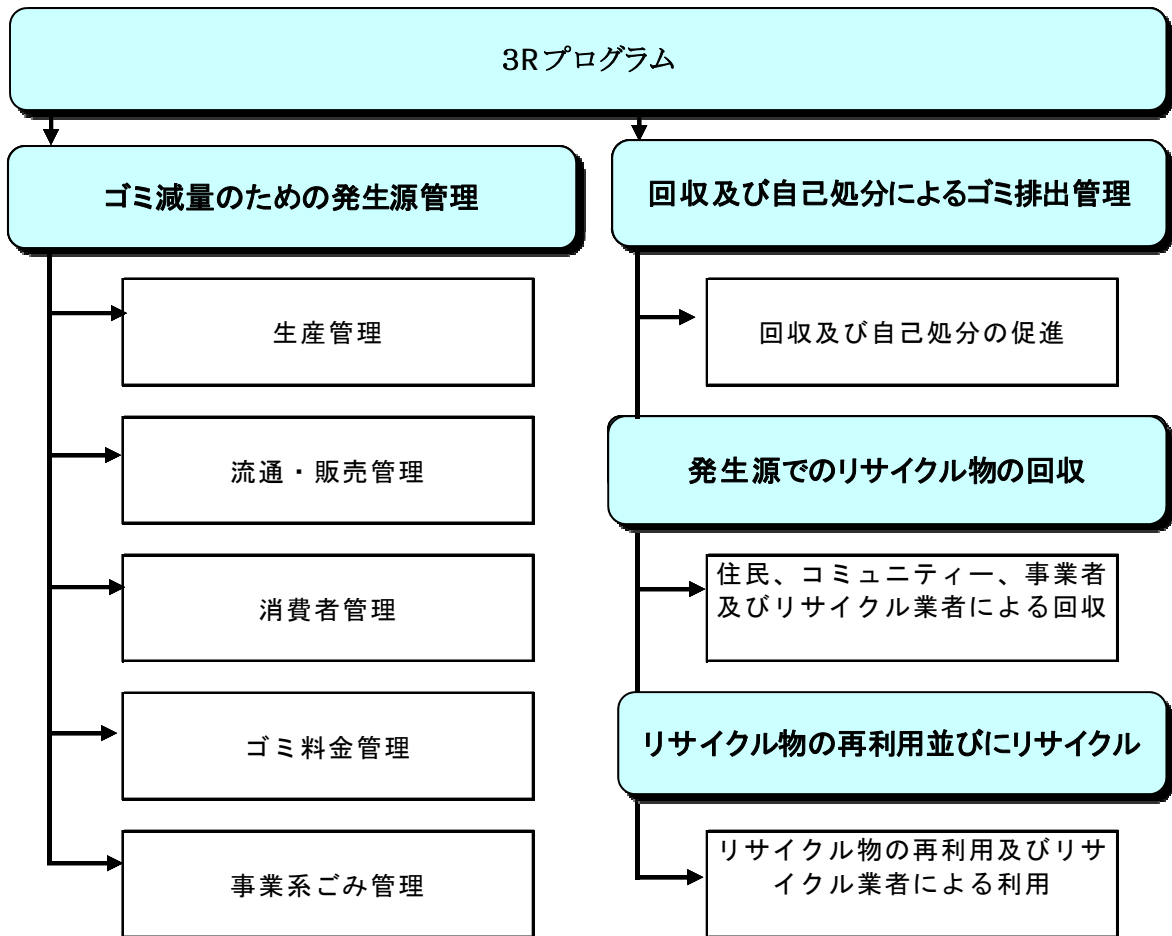 3Rプログラム
ゴミ減量のための発生源管理
生産管理
流通・販売管理
消費者管理
ゴミ料金管理
事業系ごみ管理
回収及び自己処分によるゴミ排出管理
回収及び自己処分の促進
発生源でのリサイクル物の回収
住民、コミュニティー、事業者
及びリサイクル業者による回収
リサイクル物の再利用並びにリサイクル
リサイクル物の再利用及びリサ
イクル業者による利用